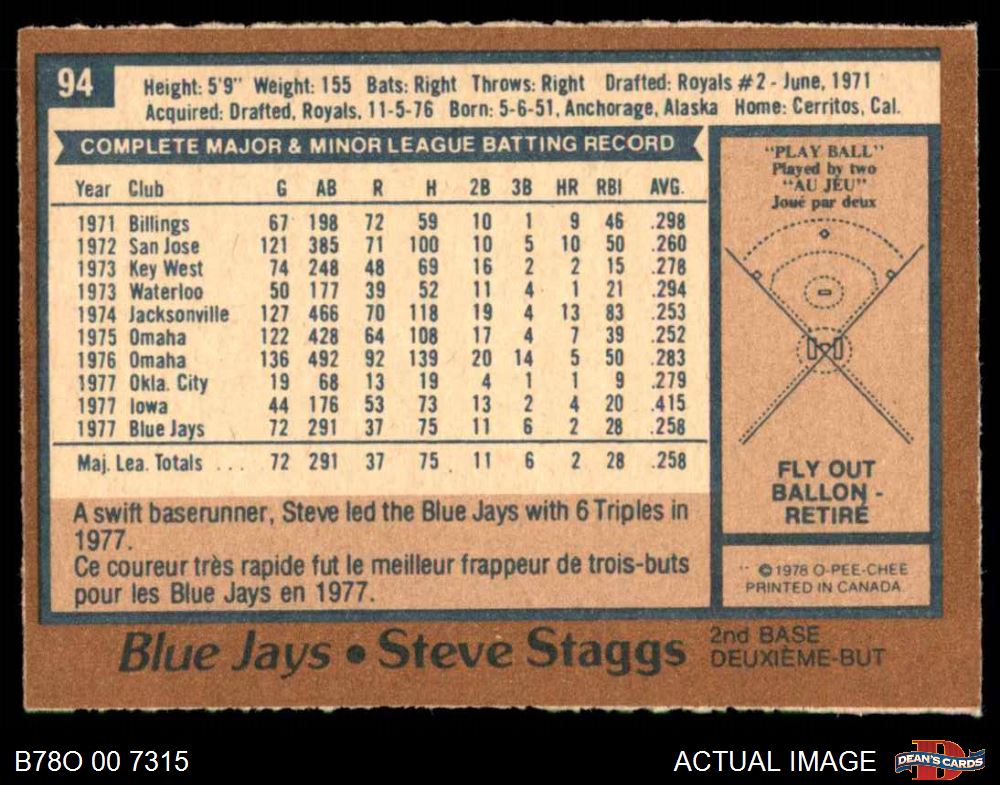 94
Height: 5'9" Weight: 155 Bats: Right Throws: Right Drafted: Royals #2 - June, 1971
Acquired: Drafted, Royals, 11-5-76 Born: 5-6-51, Anchorage, Alaska Home: Cerritos, Cal.
COMPLETE MAJOR & MINOR LEAGUE BATTING RECORD
Year Club G AB R H 2B 3B HR RBI AVG.
1971 Billings 67 198 72 59 10 1 9 46 .298
1972 San Jose 121 385 71 100 10 5 10 50 .260
1973 Key West 74 248 48 69 16 2 2 15 .278
1973 Waterloo 50 177 39 52 11 4 1 21 .294
1974 Jacksonville 127 466 70 118 19 4 13 83 .253
1975 Omaha 122 428 64 108 17 4 7 39 .252
1976 Omaha 136 492 92 139 20 14 5 50 .283
1977 Okla. City 19 68 13 19 4 1 1 9 .279
1977 Iowa 44 176 53 73 13 2 4 20 .415
1977 Blue Jays 72 291 37 75 11 6 2 28 .258
Maj. Lea. Totals ... 72 291 37 75 11 6 2 28 .258
A swift baserunner, Steve led the Blue Jays with 6 Triples in
1977.
Ce coureur très rapide fut le meilleur frappeur de trois-buts
pour les Blue Jays en 1977.
"PLAY BALL"
Played by two
"AU JEU"
Joué par deux
FLY OUT
BALLON -
RETIRÉ
©1978 O-PEE-CHEE
PRINTED IN CANADA
Blue Jays • Steve Staggs
2nd BASE
DEUXIÈME-BUT
B78O 00 7315
ACTUAL IMAGE
D
DEAN'S CARDS